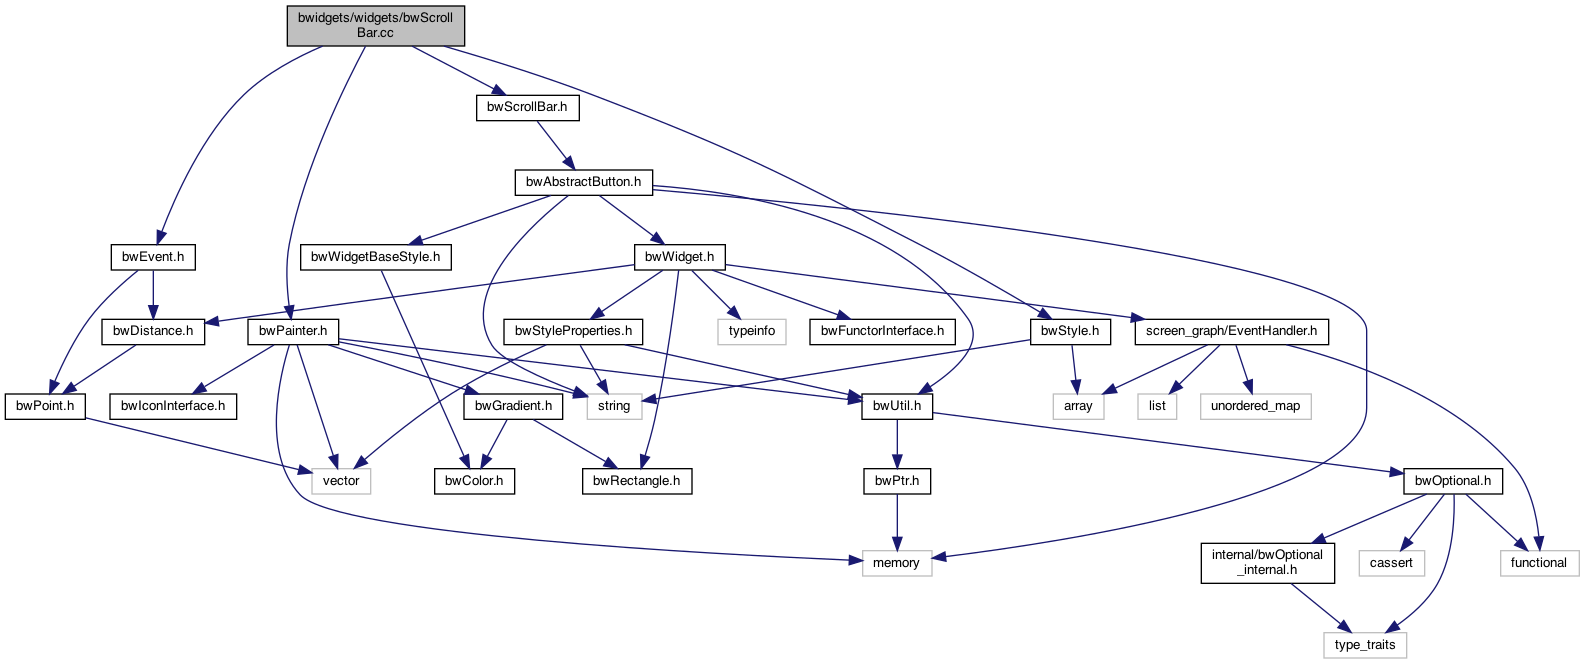 bwidgets/widgets/bwScroll
Bar.cc
bwScrollBar.h
bwAbstractButton.h
bwEvent.h
bwWidgetBaseStyle.h
bwWidget.h
bwDistance.h
bwPainter.h
bwStyleProperties.h
typeinfo
bwFunctorInterface.h
bwStyle.h
screen_graph/EventHandler.h
bwPoint.h
bwIconInterface.h
bwGradient.h
string
bwUtil.h
array
list
unordered_map
vector
bwColor.h
bwRectangle.h
bwPtr.h
bwOptional.h
memory
internal/bwOptional
_internal.h
cassert
functional
type_traits